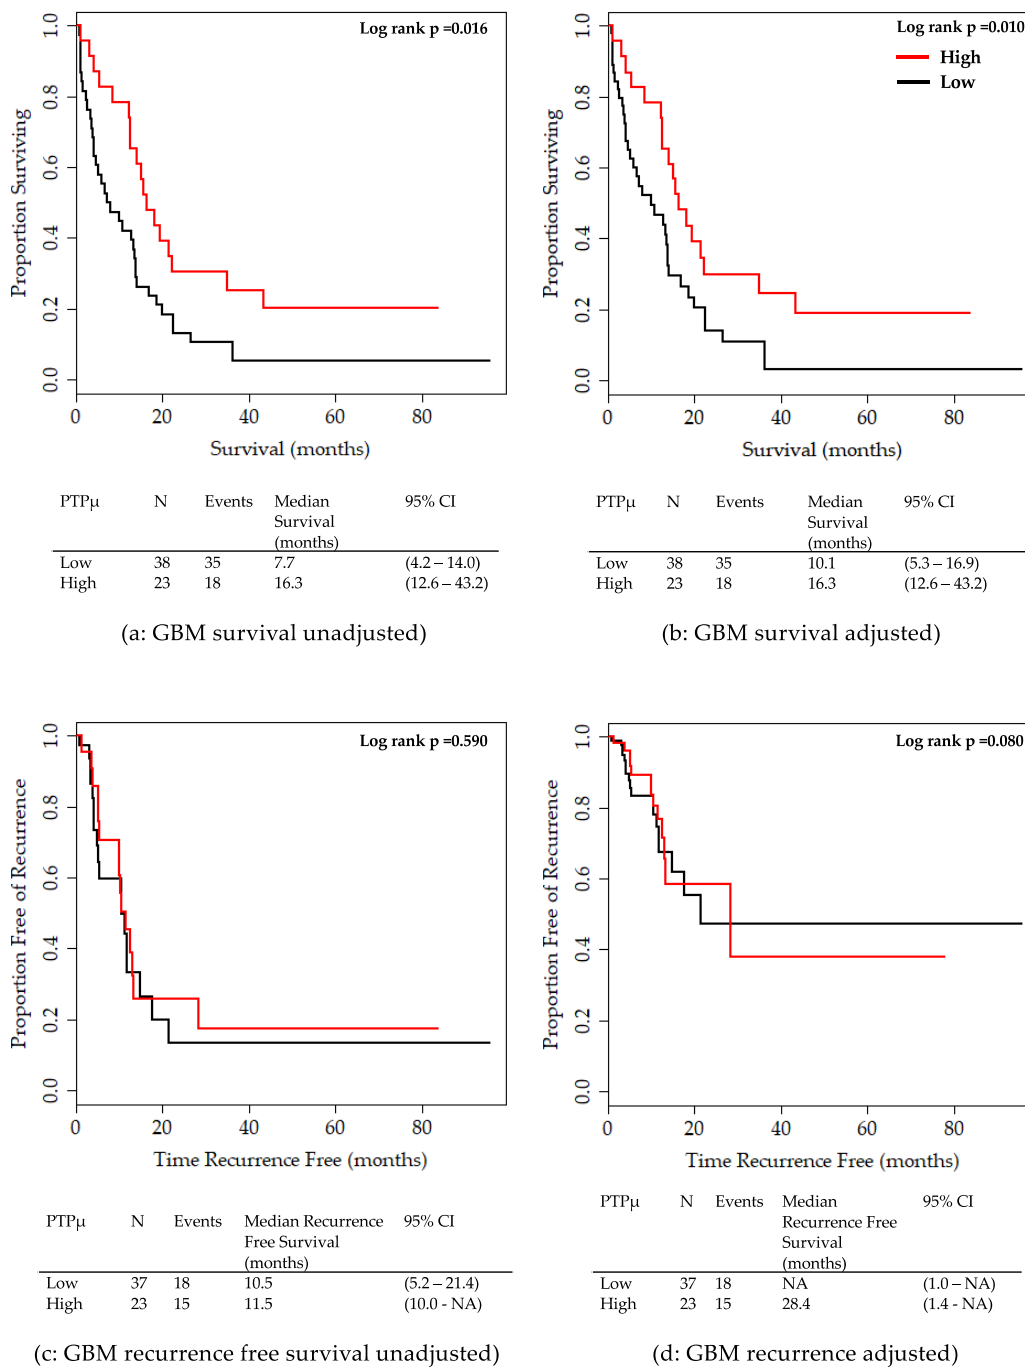 Log rank p =0.016
1.0
0.8
0.6
0.4
0.2
0.0
Proportion Surviving
0 20 40 60 80
Survival (months)
PTPμ N Events Median Survival (months) 95% CI
Low 38 35 7.7 (4.2 – 14.0)
High 23 18 16.3 (12.6 – 43.2)
(a: GBM survival unadjusted)
Log rank p =0.010
High
Low
1.0
0.8
0.6
0.4
0.2
0.0
Proportion Surviving
0 20 40 60 80
Survival (months)
PTPμ N Events Median Survival (months) 95% CI
Low 38 35 10.1 (5.3 – 16.9)
High 23 18 16.3 (12.6 – 43.2)
(b: GBM survival adjusted)
Log rank p =0.590
1.0
0.8
0.6
0.4
0.2
0.0
Proportion Free of Recurrence
0 20 40 60 80
Time Recurrence Free (months)
PTPμ N Events Median Recurrence Free Survival (months) 95% CI
Low 37 18 10.5 (5.2 – 21.4)
High 23 15 11.5 (10.0 - NA)
(c: GBM recurrence free survival unadjusted)
Log rank p =0.080
1.0
0.8
0.6
0.4
0.2
0.0
Proportion Free of Recurrence
0 20 40 60 80
Time Recurrence Free (months)
PTPμ N Events Median Recurrence Free Survival (months) 95% CI
Low 37 18 NA (1.0 – NA)
High 23 15 28.4 (1.4 - NA)
(d: GBM recurrence adjusted)